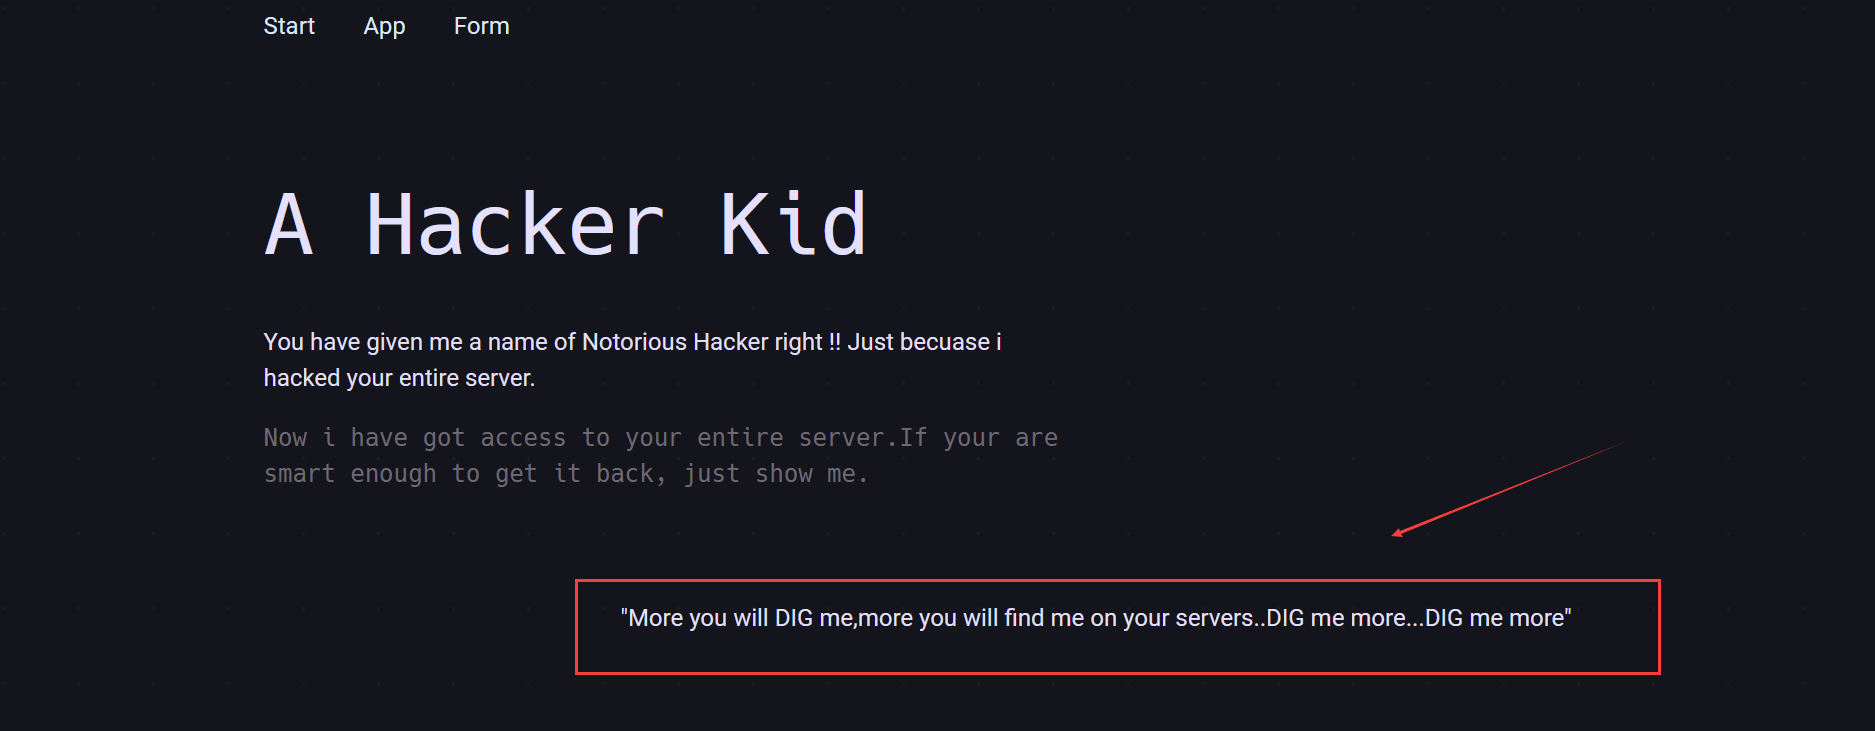 Start App Form
A Hacker Kid
You have given me a name of Notorious Hacker right !! Just becuase i
hacked your entire server.
Now i have got access to your entire server.If your are
smart enough to get it back, just show me.
"More you will DIG me,more you will find me on your servers..DIG me more...DIG me more"